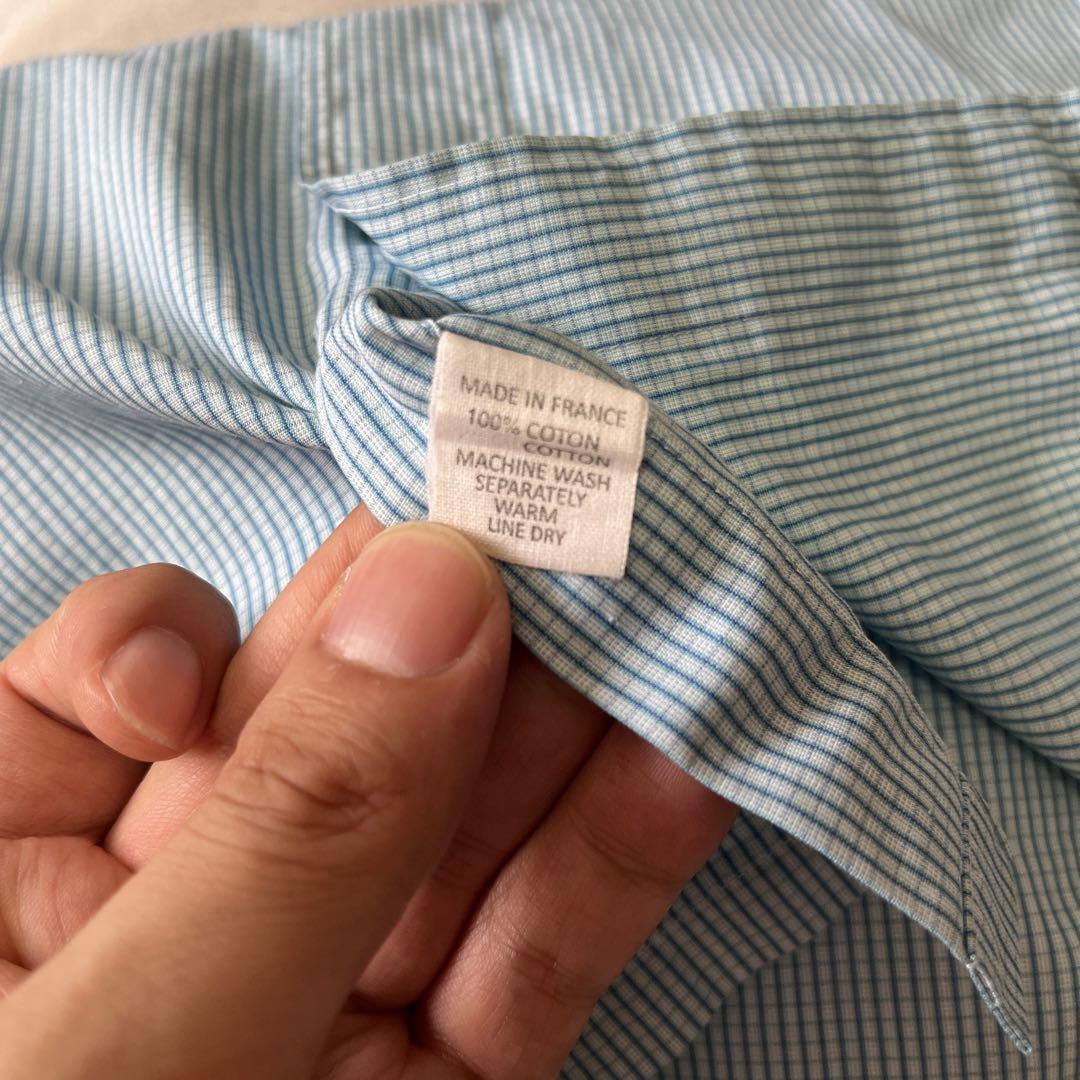 MADE IN FRANCE
100% COTON
COTTON
MACHINE WASH
SEPARATELY
WARM
LINE DRY